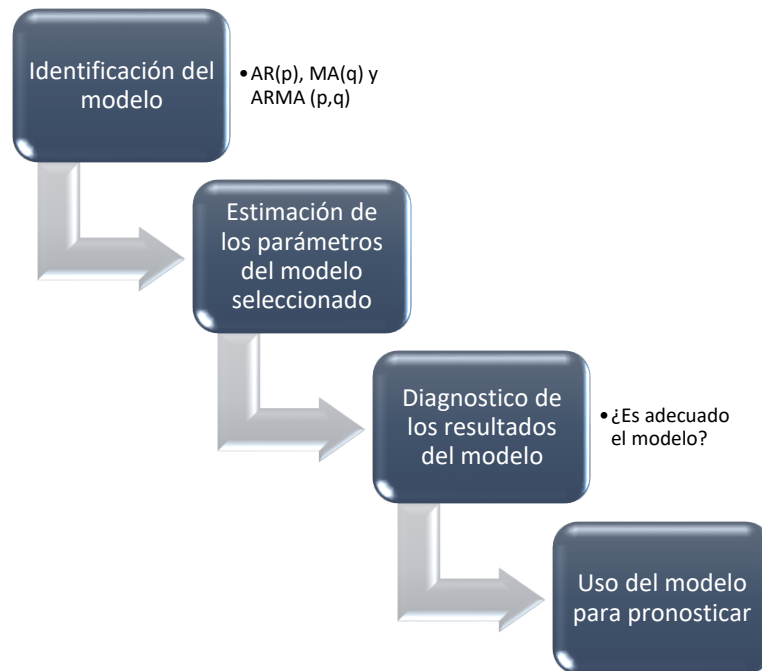 Identificación del
modelo
•AR(p), MA(q) y
ARMA (p,q)
Estimación de
los parámetros
del modelo
seleccionado
Diagnostico de
los resultados
del modelo
•¿Es adecuado
el modelo?
Uso del modelo
para pronosticar